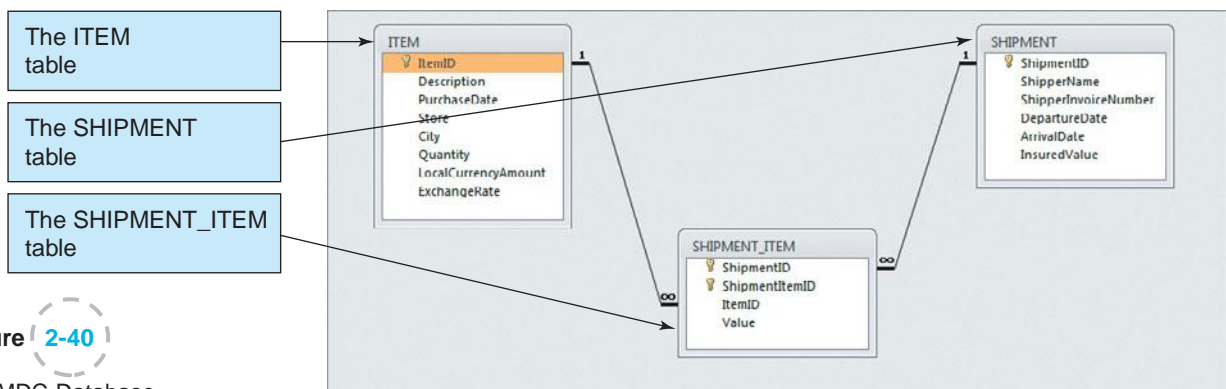 The ITEM
table
The SHIPMENT
table
The SHIPMENT_ITEM
table
ITEM
ItemID
Description
PurchaseDate
Store
City
Quantity
LocalCurrencyAmount
ExchangeRate
1
SHIPMENT
ShipmentID
ShipperName
ShipperInvoiceNumber
DepartureDate
ArrivalDate
InsuredValue
1
SHIPMENT_ITEM
ShipmentID
ShipmentItemID
ItemID
Value
∞
∞
2-40
Database